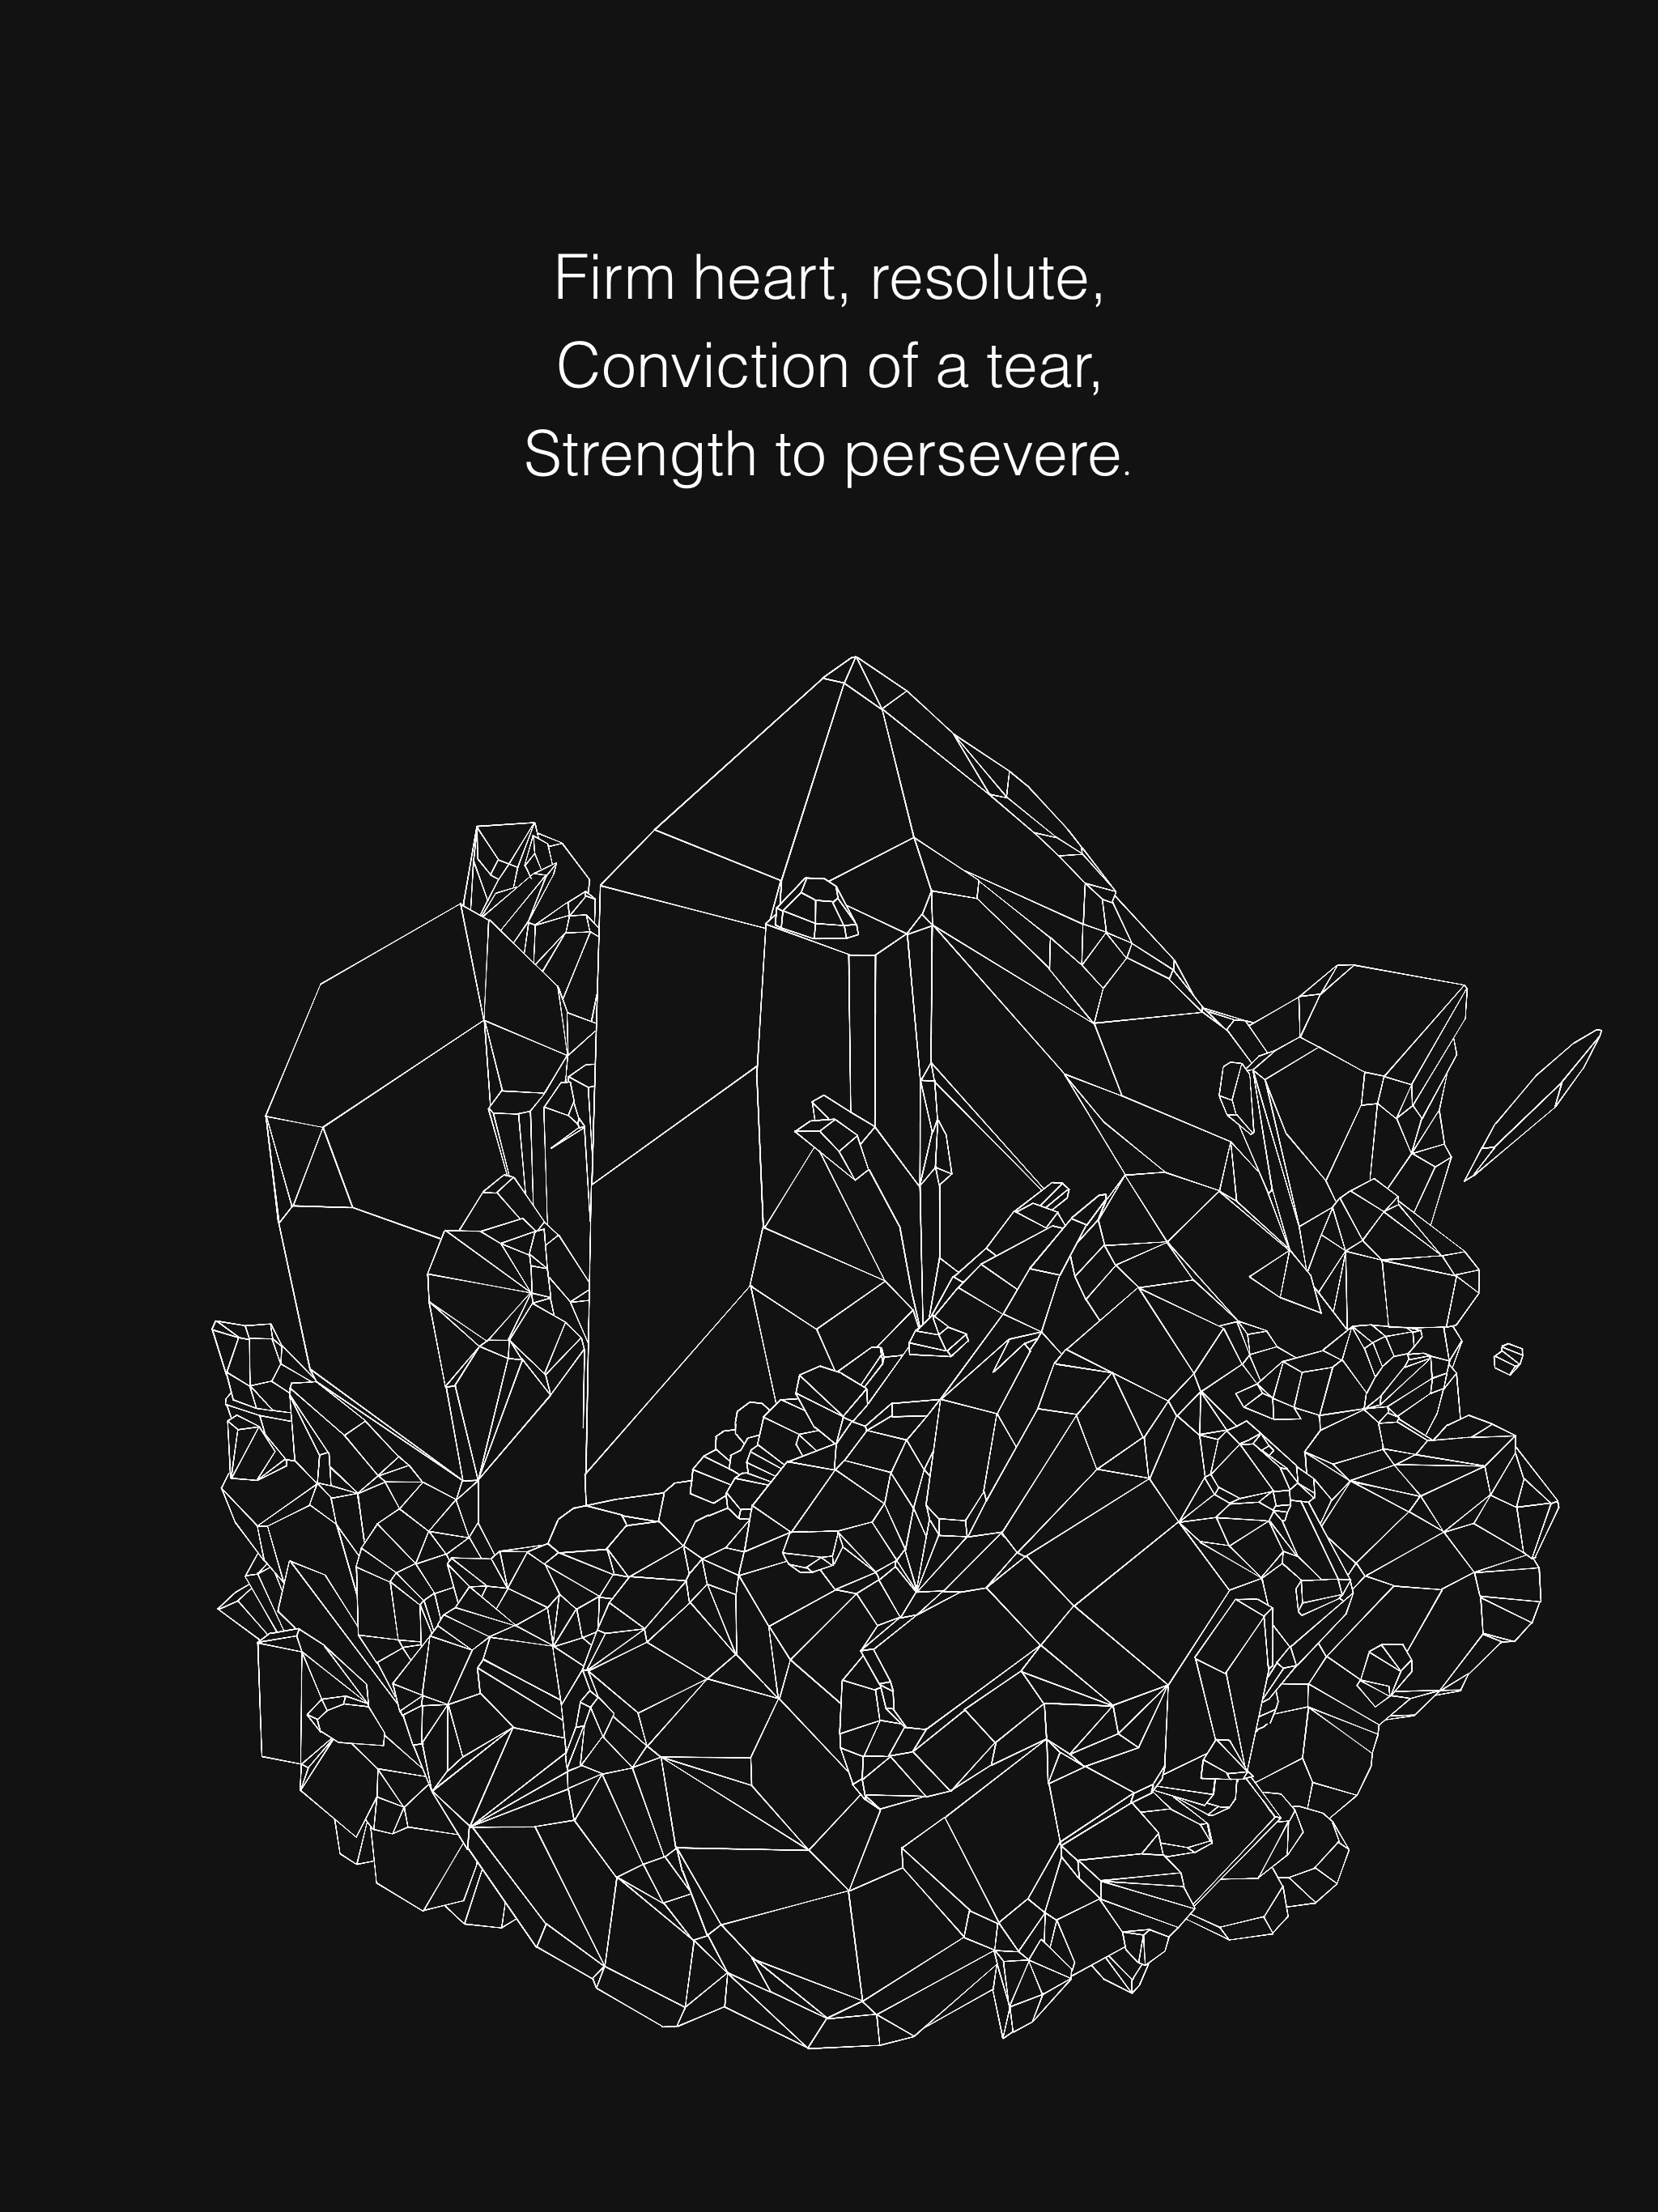 Firm heart, resolute,
Conviction of a tear,
Strength to persevere.